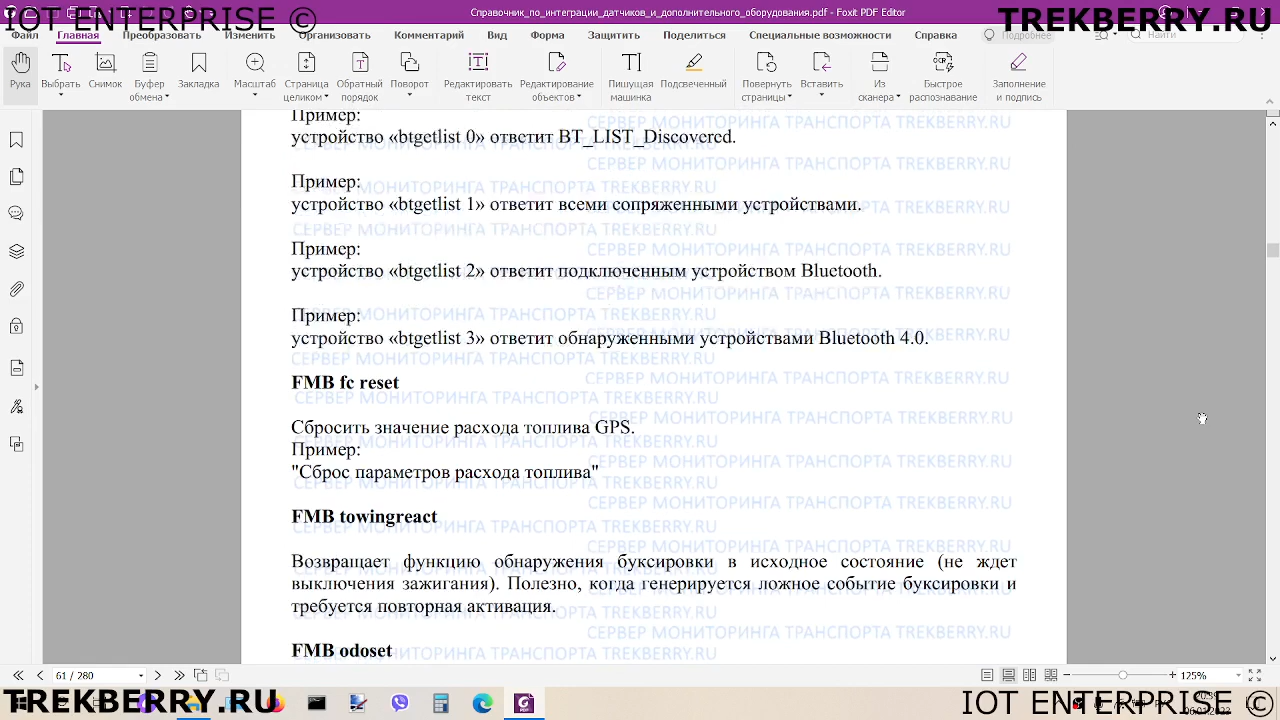 IOT ENTERPRISE ©
Справочник_по_интеграции_датчиков_и_дополнительного_оборудования.pdf - Foxit PDF Editor
TREKBERRY.RU
Файл Главная Преобразовать Изменить Организовать Комментарий Вид Форма Защитить Поделиться Специальные возможности Справка Подробнее Найти
Рука
Выбрать
Снимок
Буфер обмена
Закладка
Масштаб
Страница целиком
Обратный порядок
Поворот
Редактировать текст
Редактирование объектов
Пишущая машинка
Подсвеченный
Повернуть страницы
Вставить
Из сканера
Быстрое распознавание
Заполнение и подпись
Пример:
устройство «btgetlist 0» ответит BT_LIST_Discovered.
Пример:
устройство «btgetlist 1» ответит всеми сопряженными устройствами.
Пример:
устройство «btgetlist 2» ответит подключенным устройством Bluetooth.
Пример:
устройство «btgetlist 3» ответит обнаруженными устройствами Bluetooth 4.0.
FMB fc reset
Сбросить значение расхода топлива GPS.
Пример:
"Сброс параметров расхода топлива"
FMB towingreact
Возвращает функцию обнаружения буксировки в исходное состояние (не ждет
выключения зажигания). Полезно, когда генерируется ложное событие буксировки и
требуется повторная активация.
FMB odoset
СЕРВЕР МОНИТОРИНГА ТРАНСПОРТА TREKBERRY.RU
61 / 280
125%
TREKBERRY.RU
IOT ENTERPRISE ©